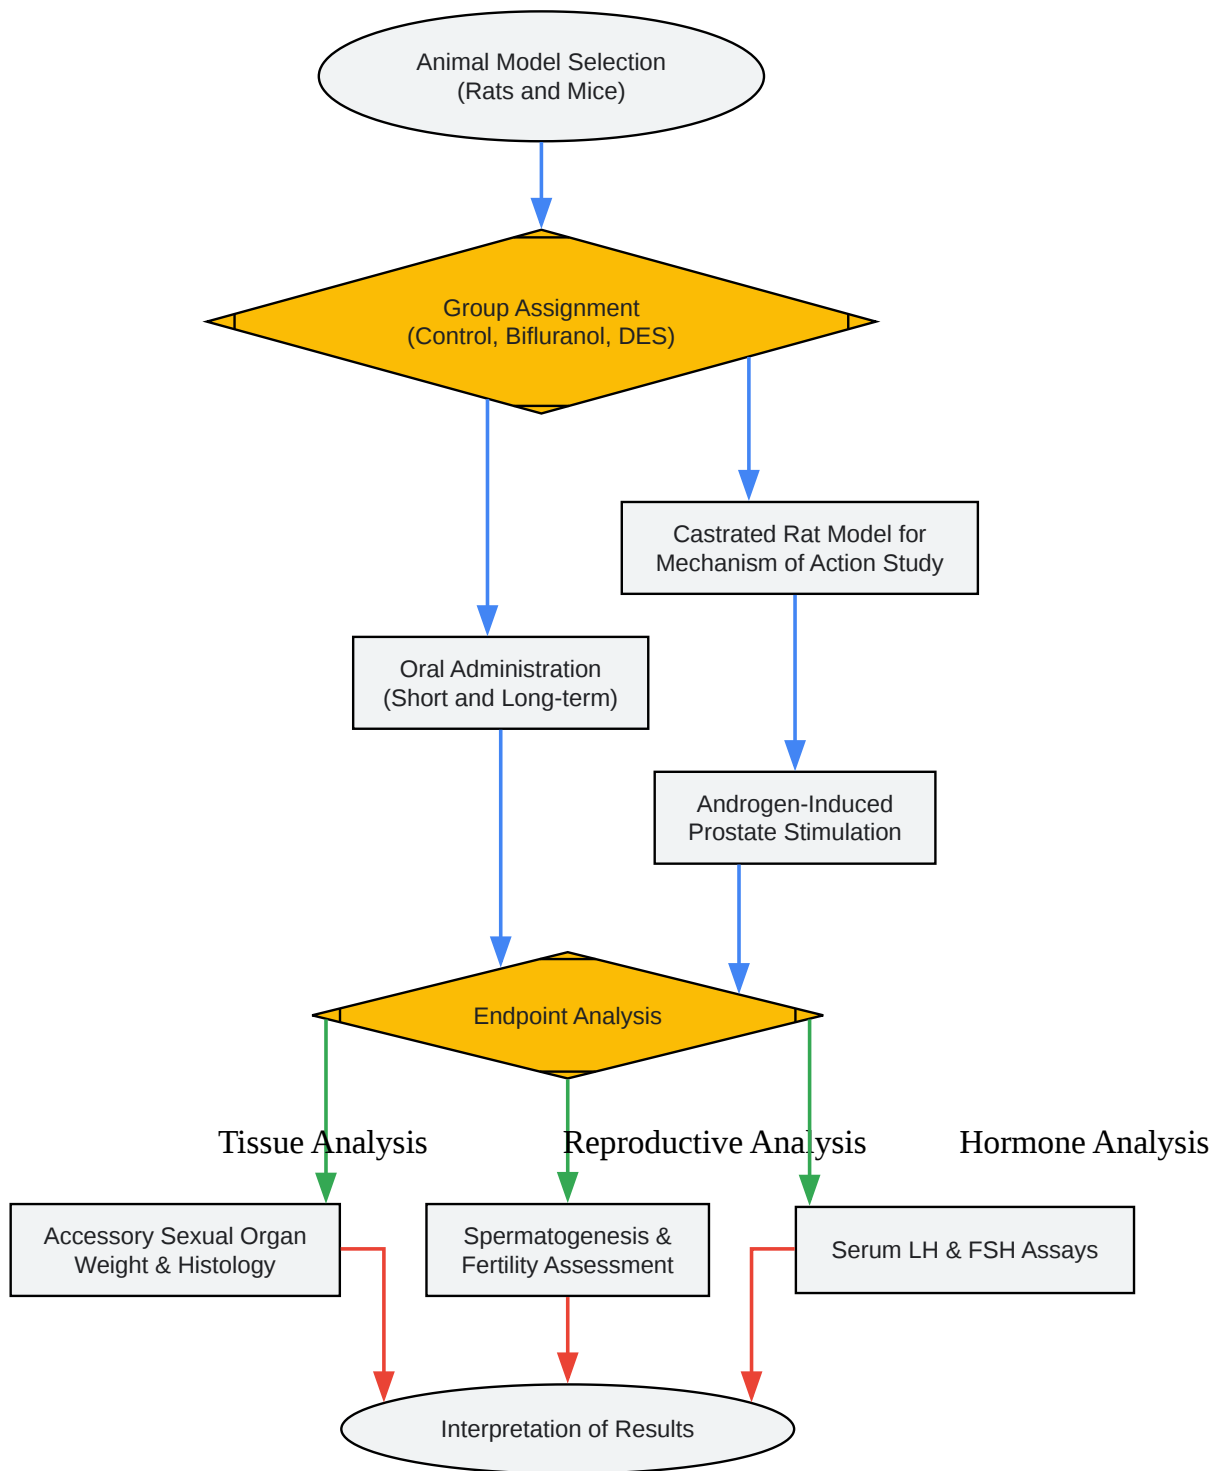 Animal Model Selection
(Rats and Mice)
Group Assignment
(Control, Bifluranol, DES)
Castrated Rat Model for
Mechanism of Action Study
Oral Administration
(Short and Long-term)
Androgen-Induced
Prostate Stimulation
Endpoint Analysis
Tissue Analysis
Reproductive Analysis
Hormone Analysis
Accessory Sexual Organ
Weight & Histology
Spermatogenesis &
Fertility Assessment
Serum LH & FSH Assays
Interpretation of Results